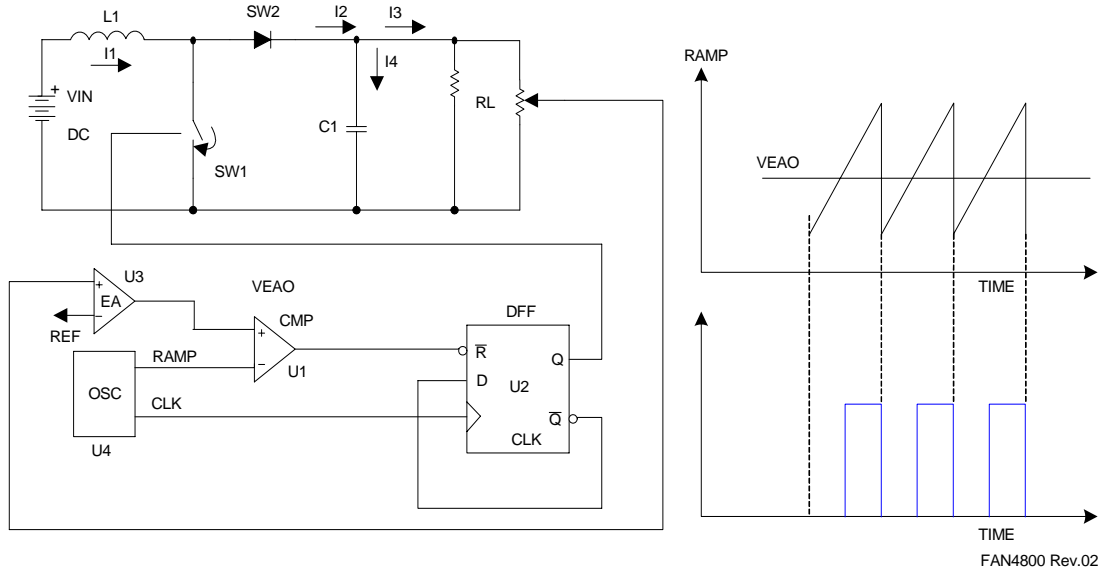 L1
SW2
I2
I3
I1
I4
+
VIN
DC
C1
RL
SW1
U3
+
EA
−
REF
VEAO
CMP
+
−
U1
RAMP
OSC
CLK
U4
DFF
R
Q
D
U2
Q
CLK
RAMP
VEAO
TIME
TIME
FAN4800 Rev.02